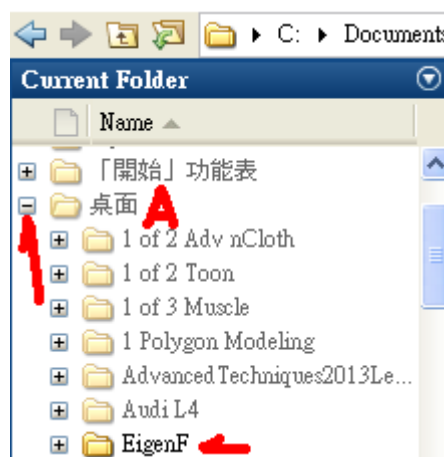 C: Documents
Current Folder
Name
「開始」功能表
桌面 A
1 of 2 Adv nCloth
1 of 2 Toon
1 of 3 Muscle
1 Polygon Modeling
AdvancedTechniques2013Le...
Audi L4
EigenF